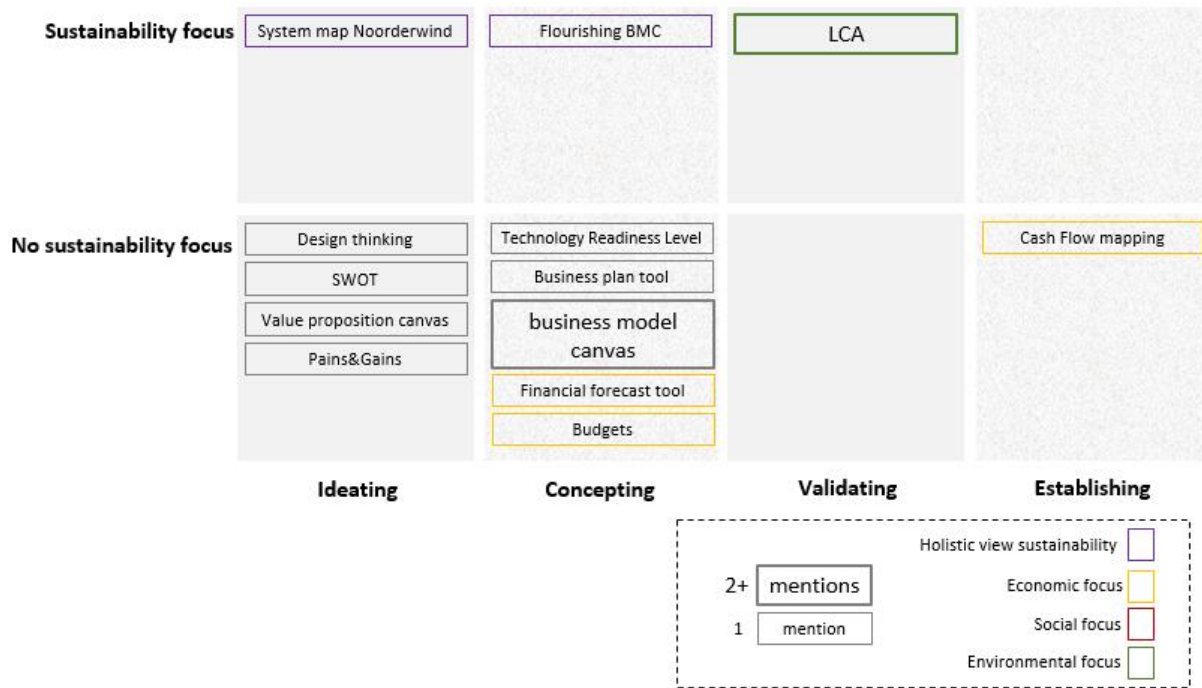 Sustainability focus
System map Noorderwind
Flourishing BMC
LCA
No sustainability focus
Design thinking
SWOT
Value proposition canvas
Pains&Gains
Technology Readiness Level
Business plan tool
business model
canvas
Financial forecast tool
Budgets
Cash Flow mapping
Ideating
Concepting
Validating
Establishing
2+ mentions
1 mention
Holistic view sustainability
Economic focus
Social focus
Environmental focus